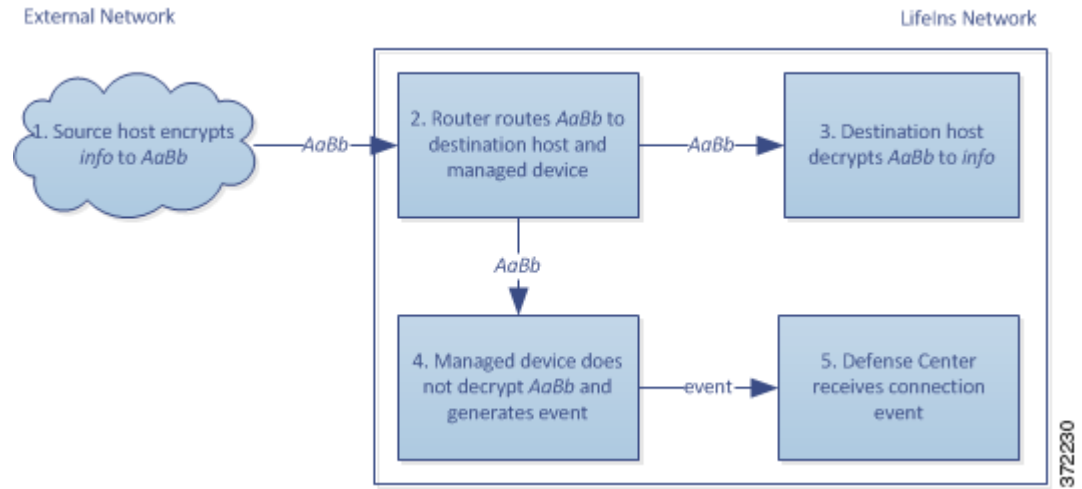 External Network
LifeIns Network
1. Source host encrypts
info to AaBb
AaBb
2. Router routes AaBb to
destination host and
managed device
AaBb
3. Destination host
decrypts AaBb to info
AaBb
4. Managed device does
not decrypt AaBb and
generates event
event
5. Defense Center
receives connection
event
372230